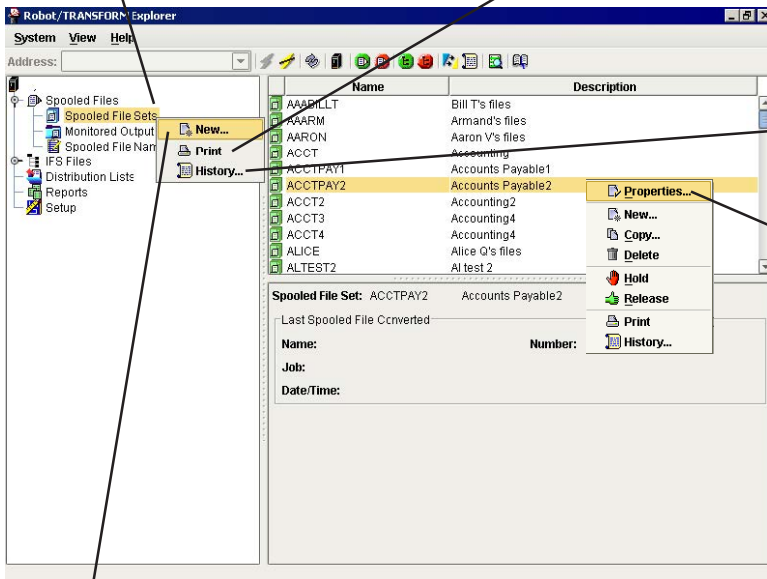 Robot/TRANSFORM Explorer
System View Help
Address:
Spooled Files
Spooled File Sets
Monitored Output
Spooled File Nam
IFS Files
Distribution Lists
Reports
Setup
New...
Print
History...
Name Description
AAABILLT Bill T's files
AAARM Armand's files
AARON Aaron V's files
ACCT Accounting
ACCTPAY1 Accounts Payable1
ACCTPAY2 Accounts Payable2
ACCT2 Accounting2
ACCT3 Accounting4
ACCT4 Accounting4
ALICE Alice Q's files
ALTEST2 Al test 2
Properties...
New...
Copy...
Delete
Hold
Release
Print
History...
Spooled File Set: ACCTPAY2 Accounts Payable2
Last Spooled File Converted
Name: Number:
Job:
Date/Time: